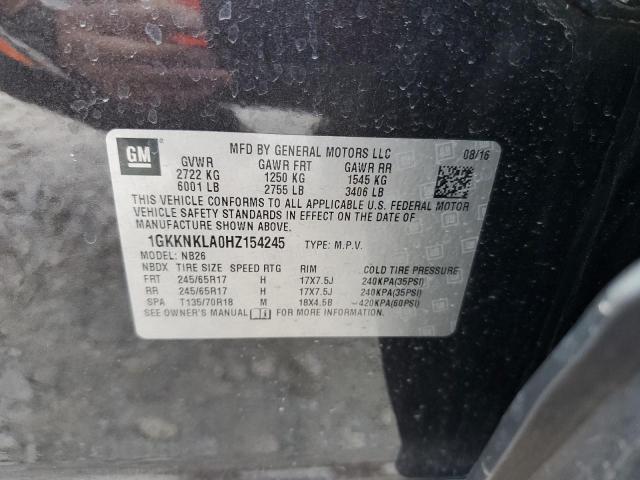 GM
MFD BY GENERAL MOTORS LLC 08/16
GVWR GAWR FRT GAWR RR
2722 KG 1250 KG 1545 KG
6001 LB 2755 LB 3406 LB
THIS VEHICLE CONFORMS TO ALL APPLICABLE U.S. FEDERAL MOTOR
VEHICLE SAFETY STANDARDS IN EFFECT ON THE DATE OF
MANUFACTURE SHOWN ABOVE.
1GKKNKLA0HZ154245 TYPE: M.P.V.
MODEL: NB26
NBDX TIRE SIZE SPEED RTG RIM COLD TIRE PRESSURE
FRT 245/65R17 H 17X7.5J 240KPA(35PSI)
RR 245/65R17 H 17X7.5J 240KPA(35PSI)
SPA T135/70R18 M 18X4.5B 420KPA(60PSI)
SEE OWNER'S MANUAL FOR MORE INFORMATION.